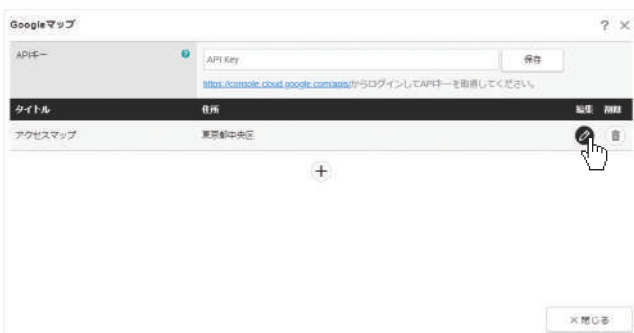 Googleマップ ? ×
APIキー ? API Key 保存
https://console.cloud.google.com/apis/からログインしてAPIキーを取得してください。
タイトル 住所 編集 削除
アクセスマップ 東京都中央区
+
×閉じる